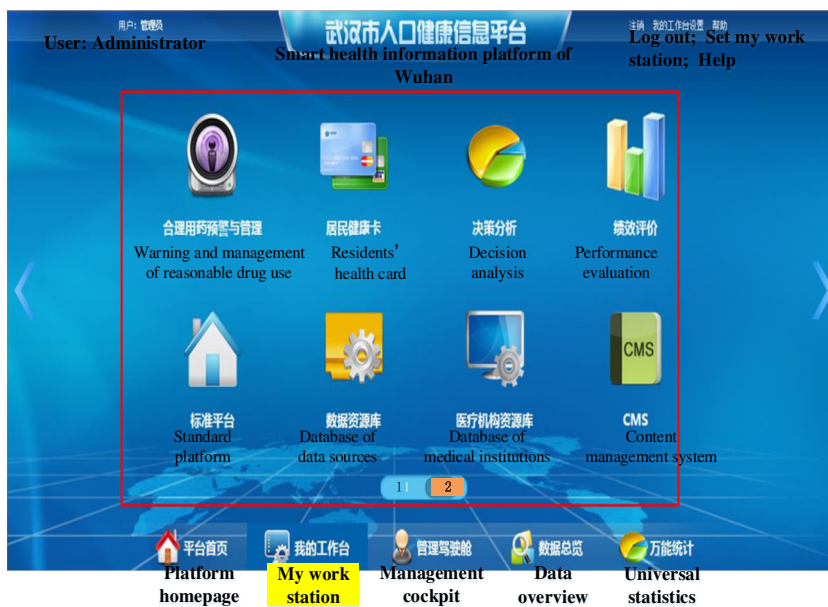 用户: 管理员
武汉市人口健康信息平台
注销 我的工作台设置 帮助
User: Administrator
Smart health information platform of
Wuhan
Log out; Set my work
station; Help
合理用药预警与管理
居民健康卡
决策分析
绩效评价
Warning and management
of reasonable drug use
Residents’
health card
Decision
analysis
Performance
evaluation
CMS
标准平台
数据资源库
医疗机构资源库
CMS
Standard
platform
Database of
data sources
Database of
medical institutions
Content
management system
11
2
平台首页
我的工作台
管理驾驶舱
数据总览
万能统计
Platform
homepage
My work
station
Management
cockpit
Data
overview
Universal
statistics